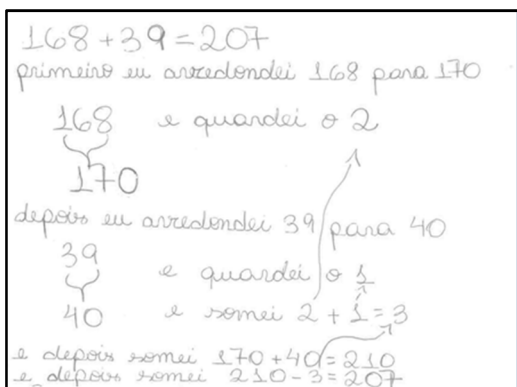 168+39=207
primeiro eu arredondei 168 para 170
168 e guardei o 2
170
depois eu arredondei 39 para 40
39 e guardei o 1
40 e somei 2+1=3
e depois somei 170+40=210
e depois somei 210-3=207